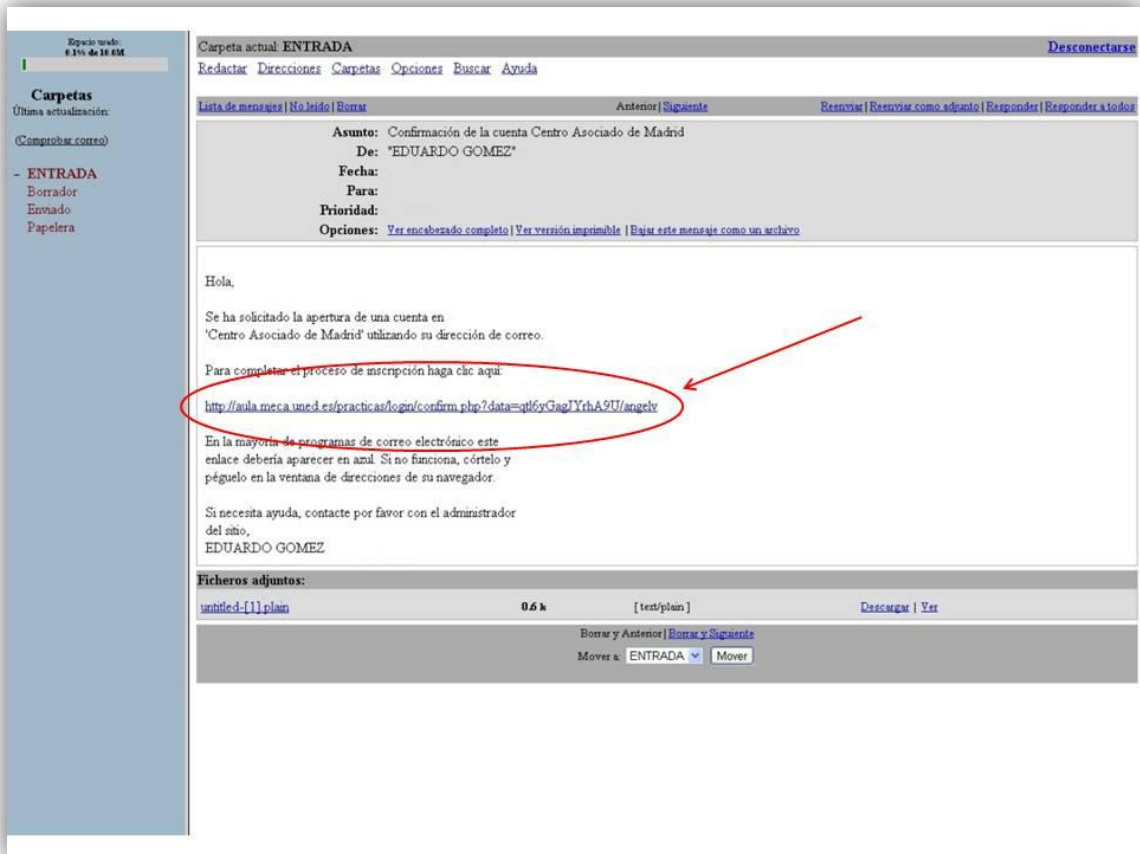 Espacio usado:
0.1% de 10.0M
Carpetas
Última actualización:
(Comprobar correo)
- ENTRADA
Borrador
Enviado
Papelera
Carpeta actual: ENTRADA Desconectarse
Redactar Direcciones Carpetas Opciones Buscar Ayuda
Lista de mensajes | No leído | Borrar Anterior | Siguiente Reenviar | Reenviar como adjunto | Responder | Responder a todos
Asunto: Confirmación de la cuenta Centro Asociado de Madrid
De: "EDUARDO GOMEZ"
Fecha:
Para:
Prioridad:
Opciones: Ver encabezado completo | Ver versión imprimible | Bajar este mensaje como un archivo
Hola,
Se ha solicitado la apertura de una cuenta en
'Centro Asociado de Madrid' utilizando su dirección de correo.
Para completar el proceso de inscripción haga clic aquí:
http://aula.meca.uned.es/practicas/login/confirm.php?data=qtl6yGagJYrhA9U/angelv
En la mayoría de programas de correo electrónico este
enlace debería aparecer en azul. Si no funciona, córtelo y
péguelo en la ventana de direcciones de su navegador.
Si necesita ayuda, contacte por favor con el administrador
del sitio,
EDUARDO GOMEZ
Ficheros adjuntos:
untitled-[1].plain 0.6 k [ text/plain ] Descargar | Ver
Borrar y Anterior | Borrar y Siguiente
Mover a: ENTRADA Mover